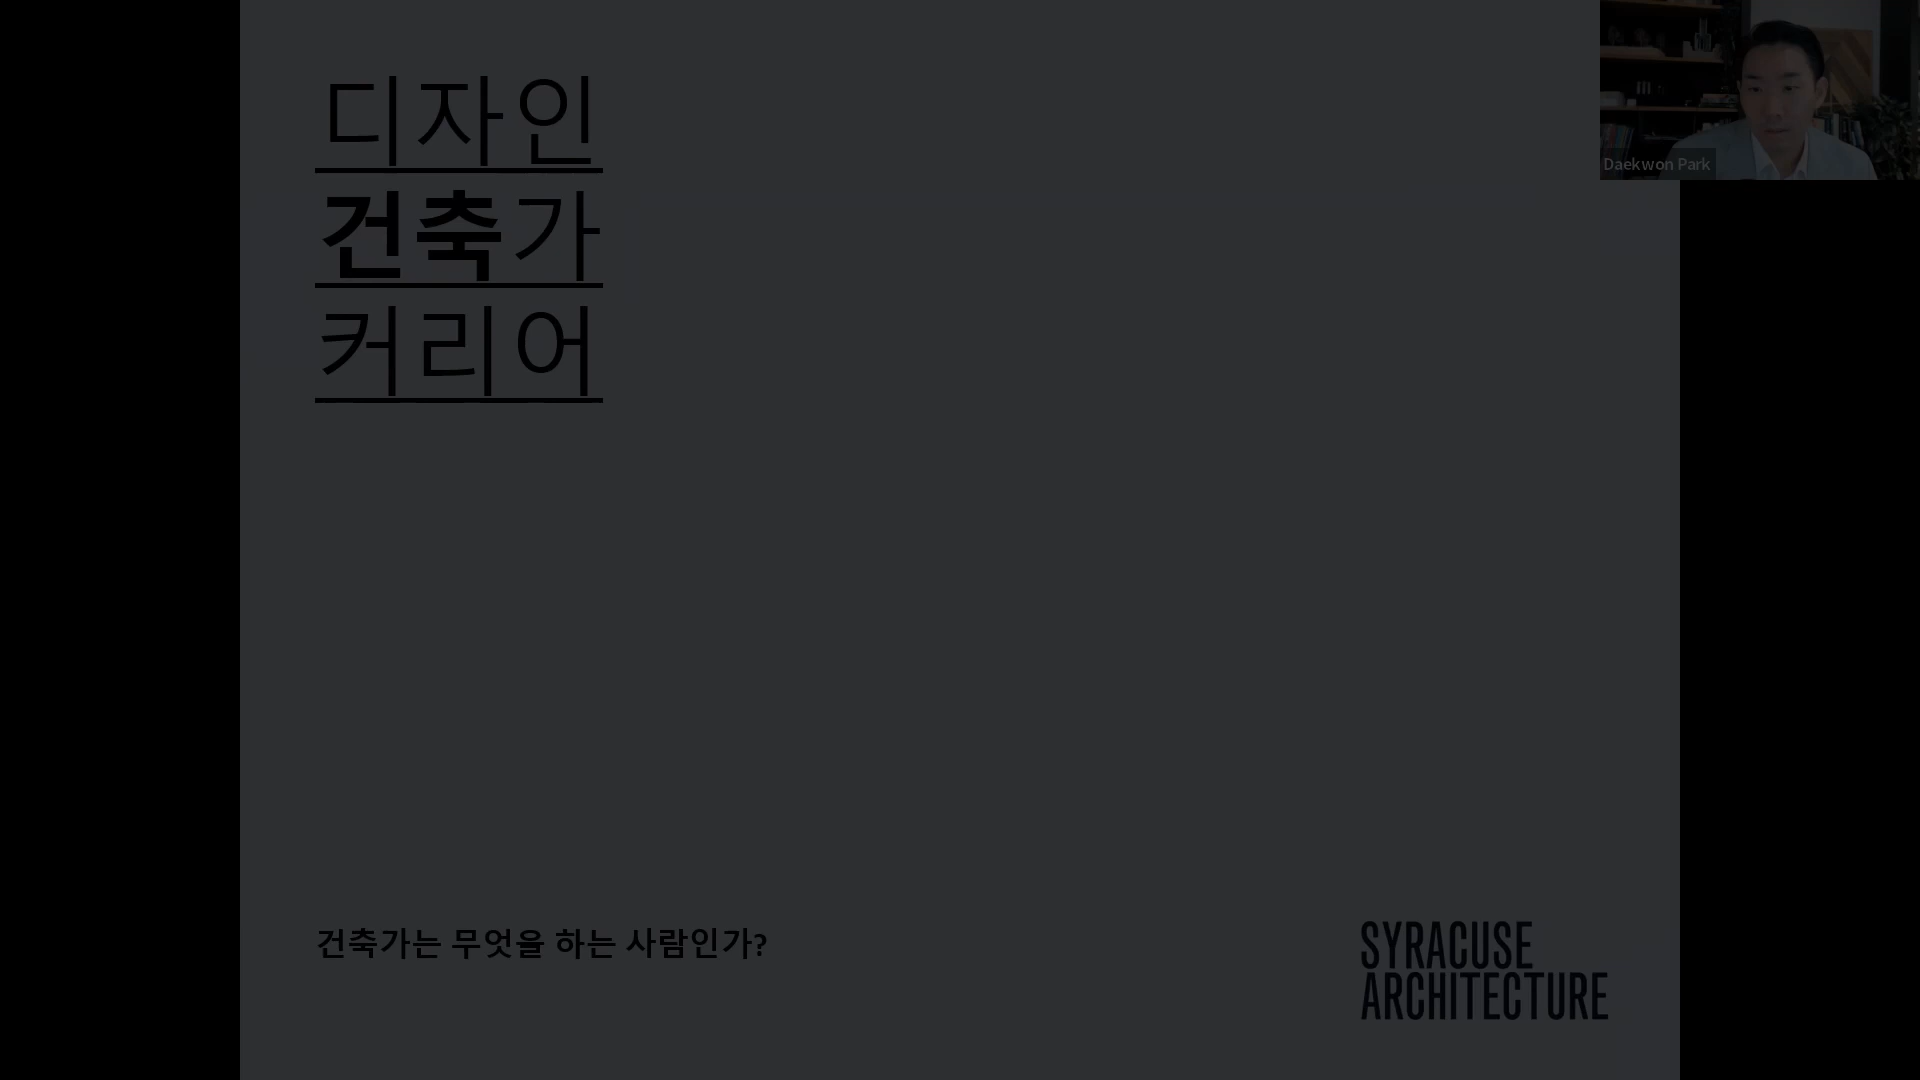 디자인
건축가
커리어
Daekwon Park
건축가는 무엇을 하는 사람인가?
SYRACUSE
ARCHITECTURE